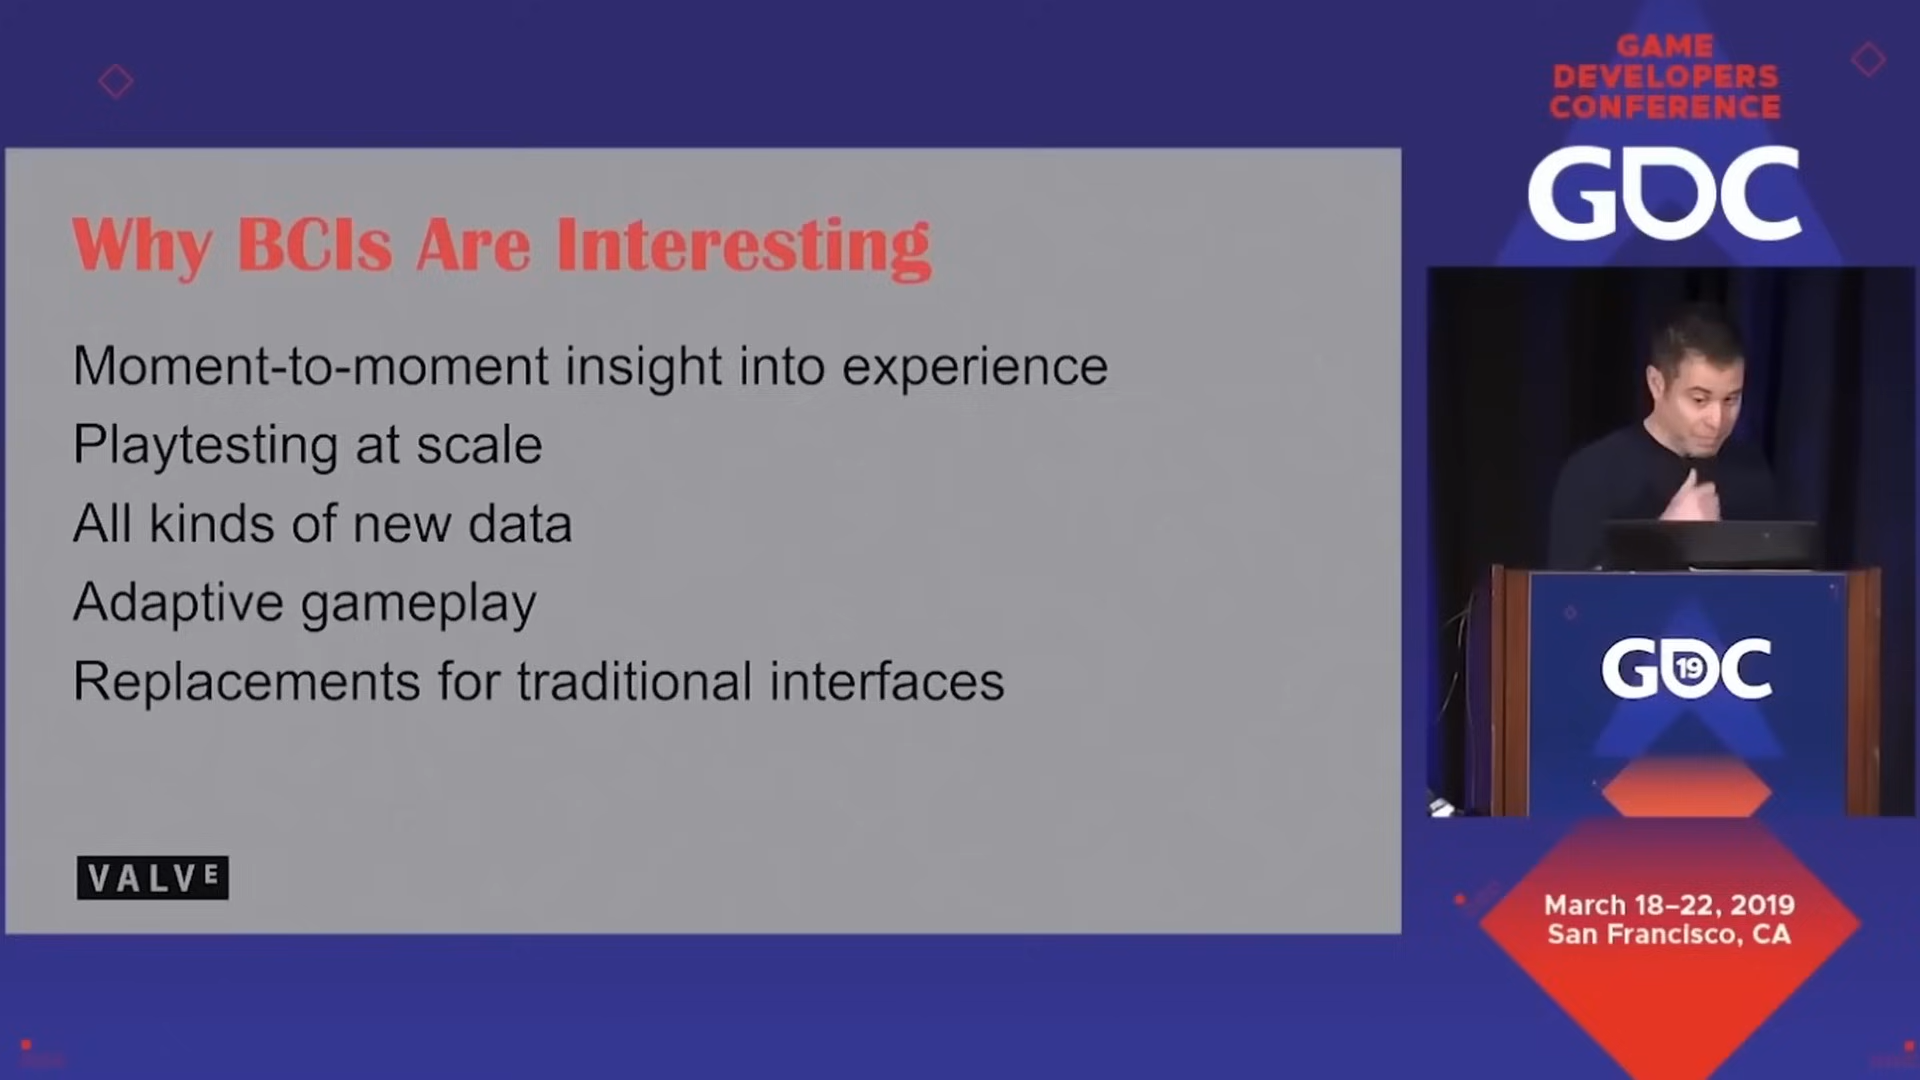 Why BCIs Are Interesting
Moment-to-moment insight into experience
Playtesting at scale
All kinds of new data
Adaptive gameplay
Replacements for traditional interfaces
VALVE
GAME
DEVELOPERS
CONFERENCE
GDC
GDC
19
March 18–22, 2019
San Francisco, CA